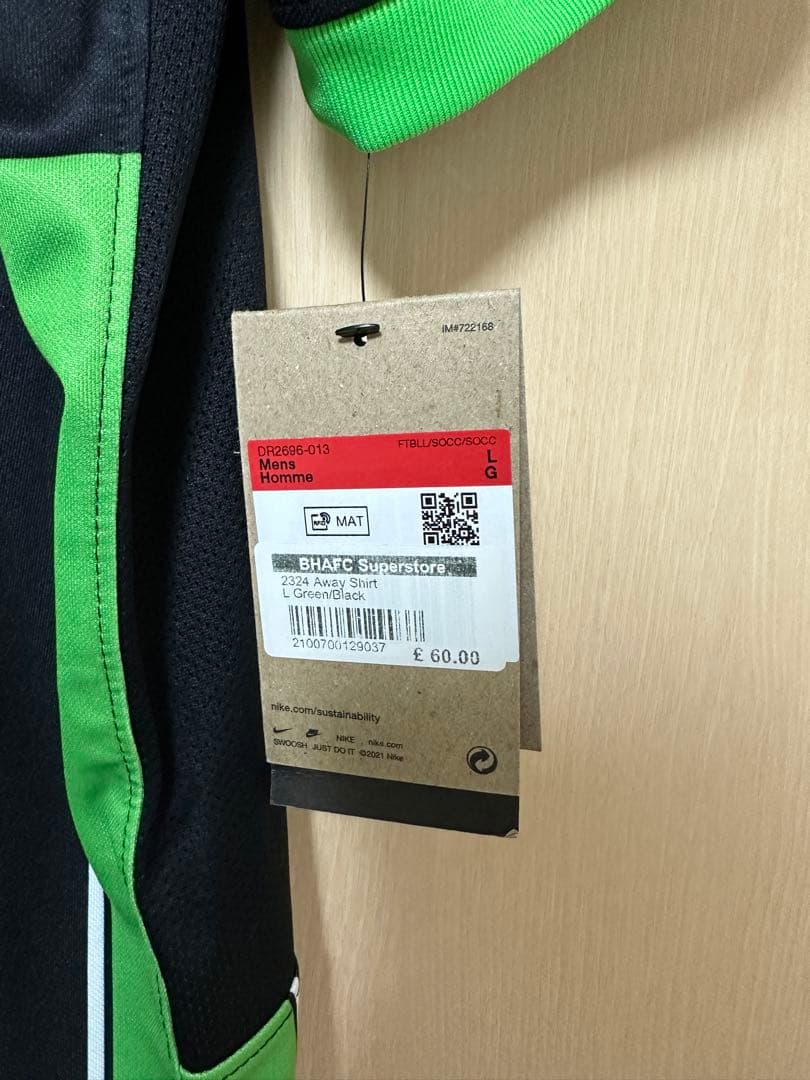 IM#722168
DR2696-013 FTBLL/SOCC/SOCC
Mens L
Homme G
RFID MAT
BHAFC Superstore
2324 Away Shirt
L Green/Black
2100700129037
£ 60.00
nike.com/sustainability
NIKE nike.com
SWOOSH JUST DO IT ©2021 Nike